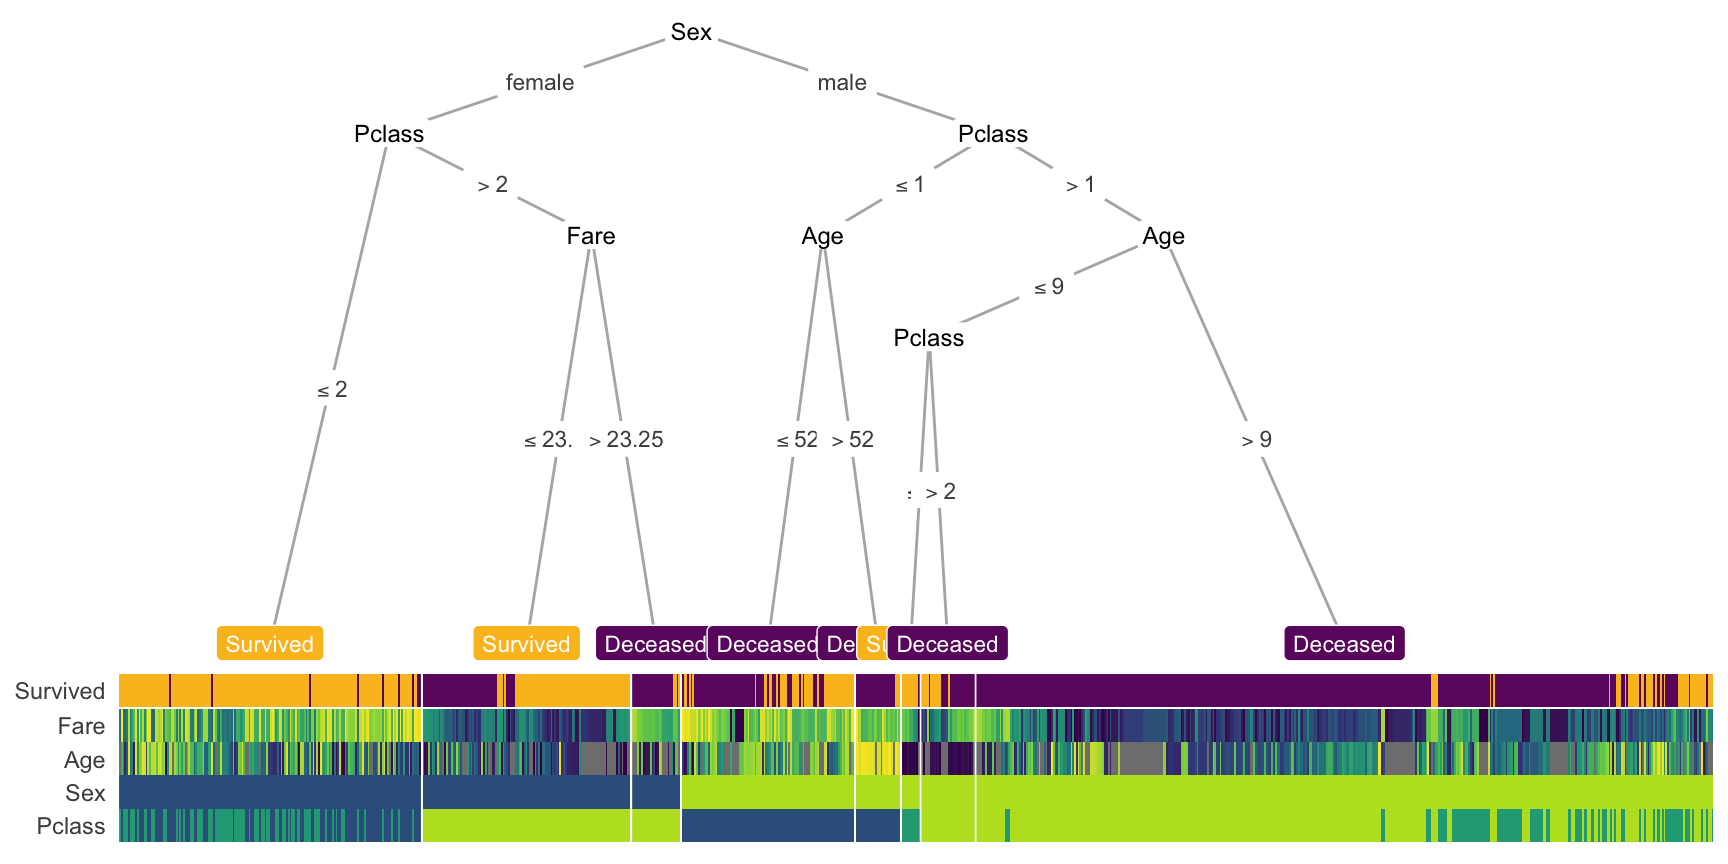 Sex
female
male
Pclass
Pclass
> 2
≤ 1
> 1
Fare
Age
Age
≤ 9
Pclass
≤ 2
≤ 23.
> 23.25
≤ 52
> 52
> 9
> 2
Survived
Survived
Deceased
Deceased
De
Su
Deceased
Deceased
Survived
Fare
Age
Sex
Pclass